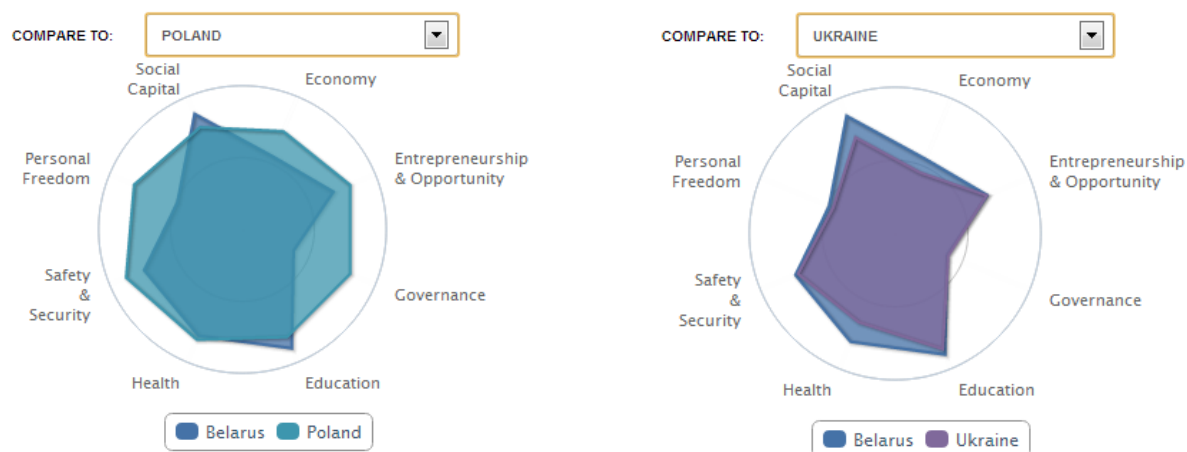 COMPARE TO:
POLAND
Social
Capital
Economy
Personal
Freedom
Entrepreneurship
& Opportunity
Safety
&
Security
Governance
Health
Education
Belarus
Poland
COMPARE TO:
UKRAINE
Social
Capital
Economy
Personal
Freedom
Entrepreneurship
& Opportunity
Safety
&
Security
Governance
Health
Education
Belarus
Ukraine